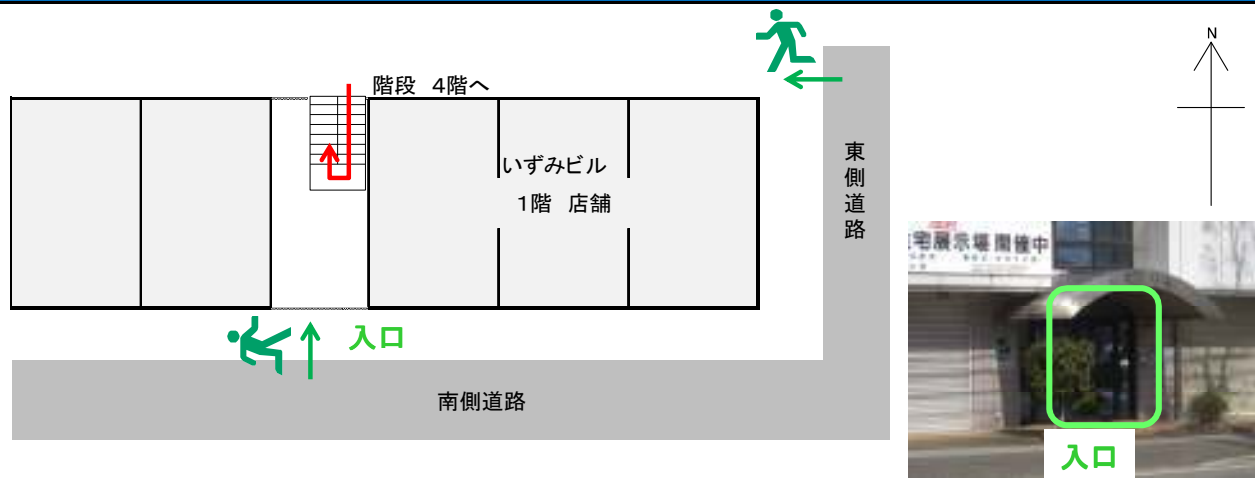 N
階段 4階へ
東側道路
いずみビル
1階 店舗
宅展示場開催中
入口
南側道路
入口